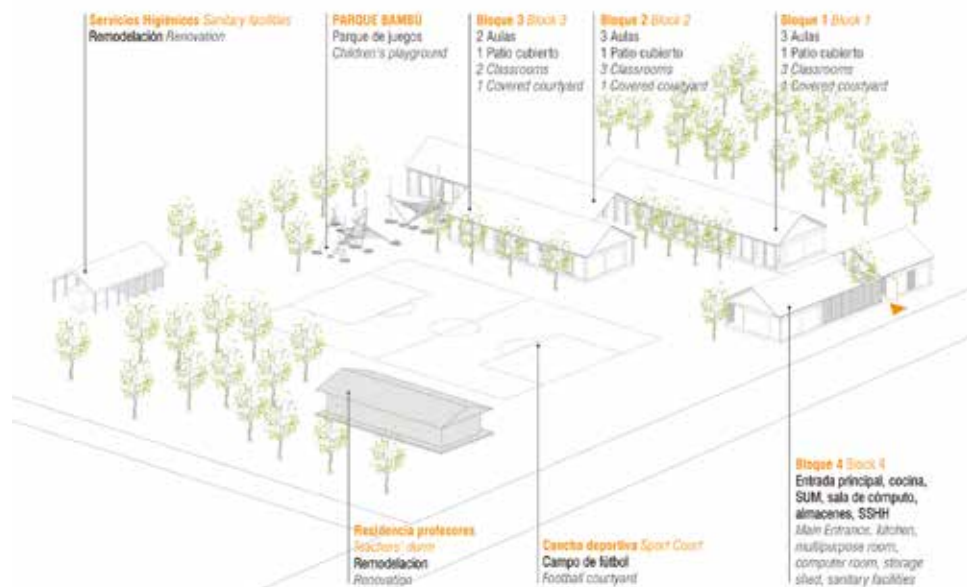 Servicios Higiénicos Sanitary facilities
Remodelación Renovation
PARQUE BAMBÚ
Parque de juegos
Children's playground
Bloque 3 Block 3
2 Aulas
1 Patio cubierto
2 Classrooms
1 Covered courtyard
Bloque 2 Block 2
3 Aulas
1 Patio cubierto
3 Classrooms
1 Covered courtyard
Bloque 1 Block 1
3 Aulas
1 Patio cubierto
3 Classrooms
1 Covered courtyard
Residencia profesores
Teachers' dorm
Remodelacion
Renovation
Cancha deportiva Sport Court
Campo de fútbol
Football courtyard
Bloque 4 Block 4
Entrada principal, cocina,
SUM, sala de cómputo,
almacenes, SSHH
Main Entrance, kitchen,
multipurpose room,
computer room, storage
shed, sanitary facilities